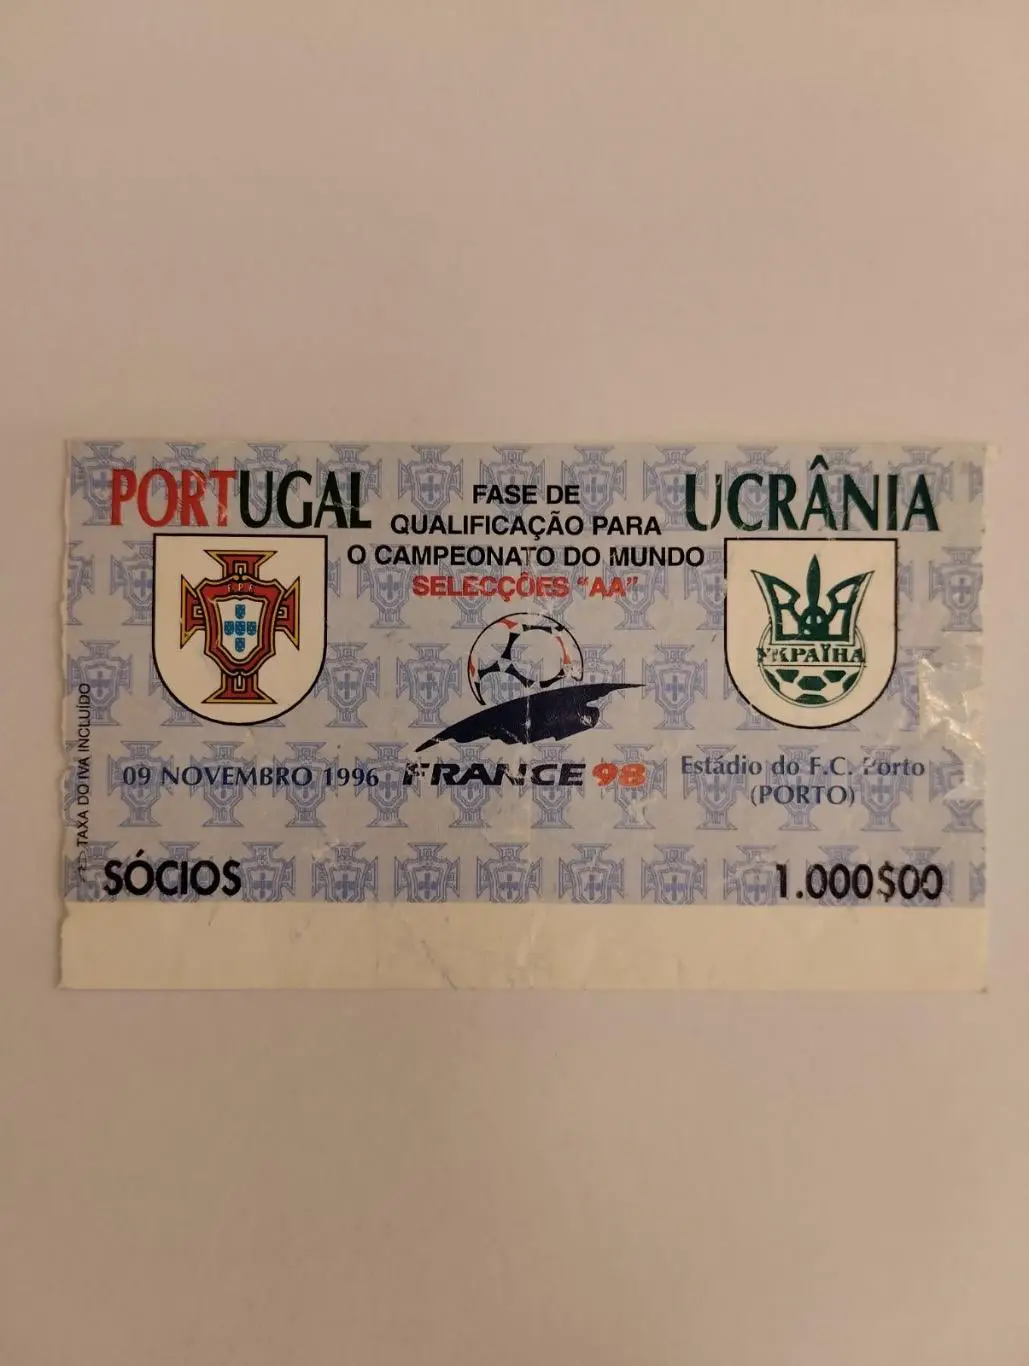 PORTUGAL
FASE DE
QUALIFICAÇÃO PARA
O CAMPEONATO DO MUNDO
SELECÇÕES "AA"
UCRÂNIA
F.P.F.
УКРАЇНА
TAXA DO IVA INCLUÍDO
09 NOVEMBRO 1996
FRANCE 98
Estádio do F.C. Porto
(PORTO)
SÓCIOS
1.000$00